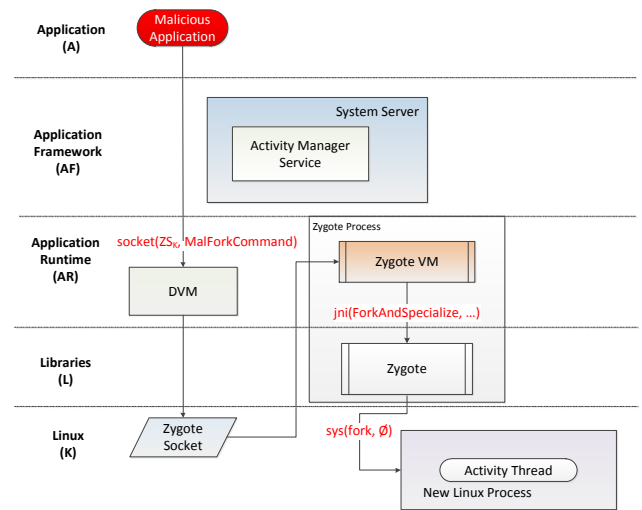 Malicious
Application
Application
(A)
System Server
Activity Manager
Service
Application
Framework
(AF)
Application
Runtime
(AR)
socket(ZSK, MalForkCommand)
DVM
Zygote Process
Zygote VM
jni(ForkAndSpecialize, …)
Libraries
(L)
Zygote
Linux
(K)
Zygote
Socket
sys(fork, Ø)
Activity Thread
New Linux Process